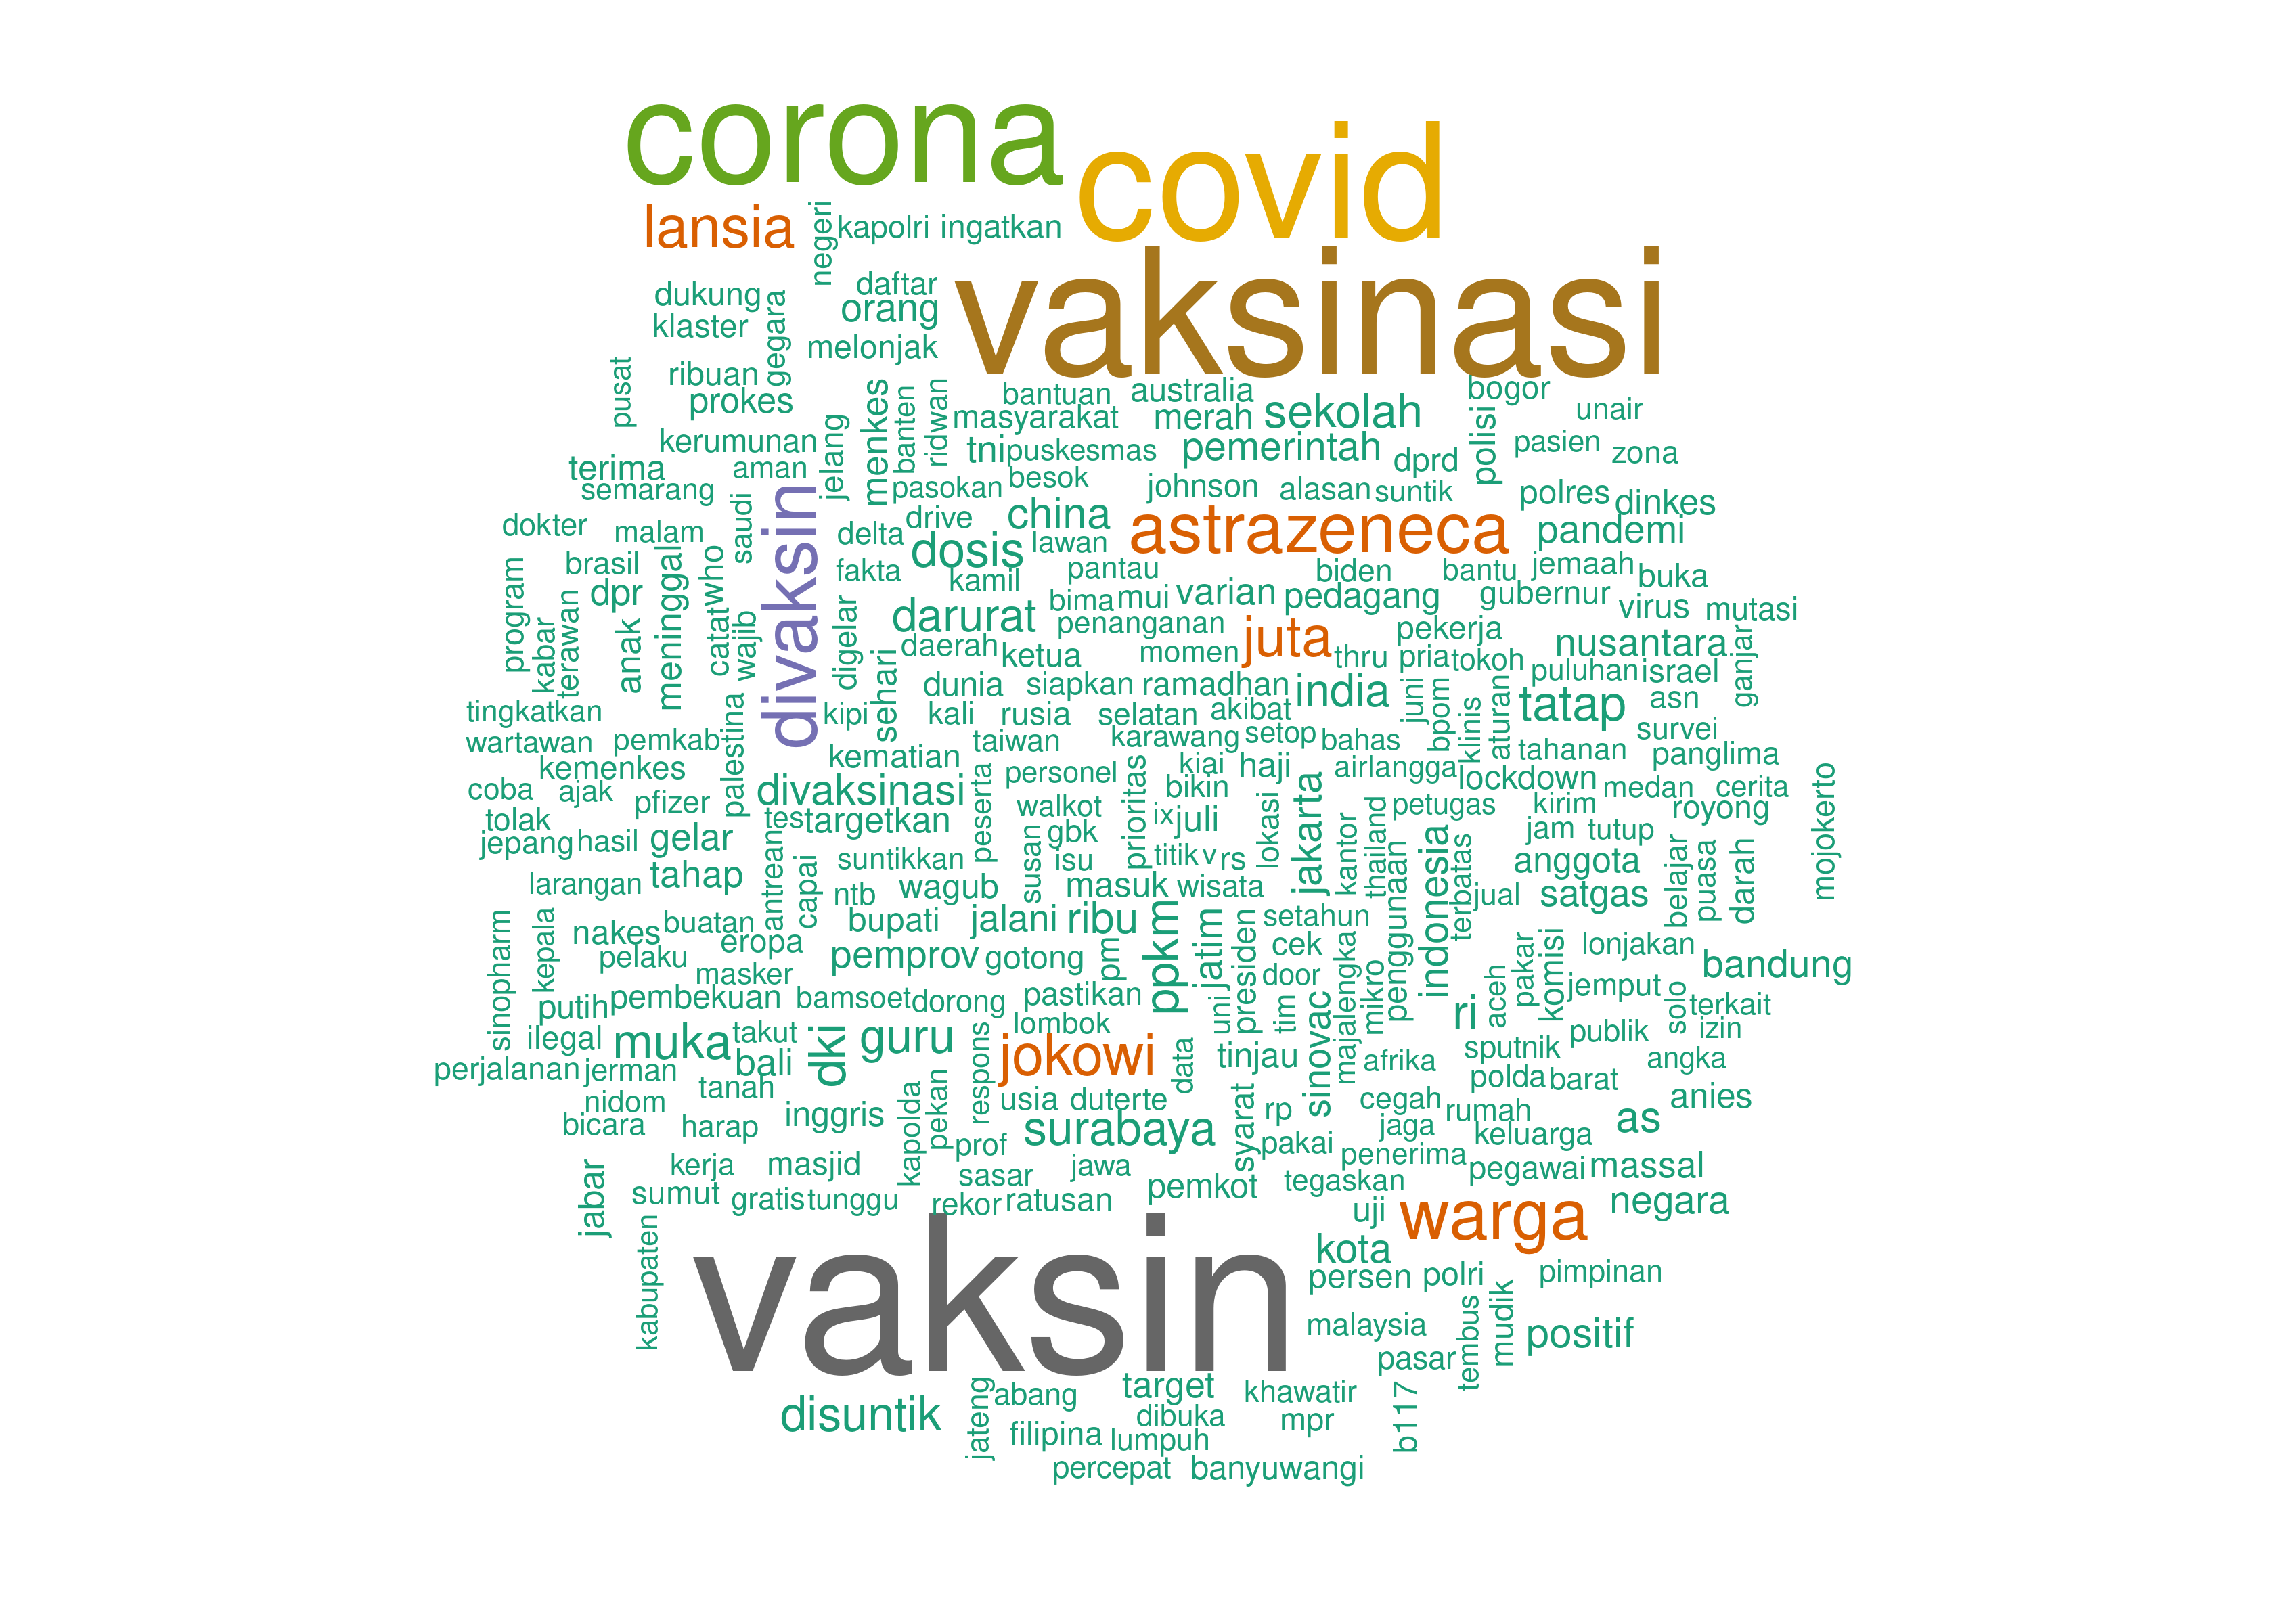 corona
covid
lansia
negeri
kapolri
ingatkan
vaksinasi
dukung
gegara
daftar
orang
klaster
melonjak
pusat
ribuan
prokes
menkes
banten
ridwan
bantuan
australia
bogor
masyarakat
merah
sekolah
polisi
unair
kerumunan
jelang
tni
puskesmas
pemerintah
dprd
pasien
zona
terima
aman
semarang
pasokan
besok
johnson
alasan
suntik
polres
dinkes
divaksin
saudi
dokter
malam
drive
china
astrazeneca
pandemi
delta
dosis
lawan
brasil
meninggal
who
fakta
kamil
pantau
biden
bantu
jemaah
buka
program
dpr
bima
mui
varian
pedagang
gubernur
virus
mutasi
kabar
terawan
anak
catat
wajib
digelar
darurat
penanganan
juta
pekerja
nusantara
daerah
ketua
momen
thru
pria
tokoh
puluhan
israel
ganjar
sehari
dunia
siapkan
ramadhan
india
juni
bpom
tatap
asn
tingkatkan
palestina
kipi
kali
rusia
selatan
akibat
klinis
aturan
survei
wartawan
pemkab
taiwan
karawang
setop
bahas
tahanan
panglima
kemenkes
kematian
personel
kiai
haji
airlangga
lockdown
medan
cerita
mojokerto
coba
ajak
pfizer
divaksinasi
peserta
walkot
prioritas
bikin
jakarta
petugas
kirim
royong
tolak
tes
targetkan
gbk
ix
juli
lokasi
kantor
thailand
jam
tutup
jepang
hasil
gelar
antrean
suntikkan
susan
isu
titik
v
rs
penggunaan
indonesia
terbatas
anggota
belajar
puasa
darah
larangan
tahap
capai
ntb
wagub
masuk
wisata
jual
satgas
sinopharm
kepala
nakes
buatan
bupati
jalani
ribu
ppkm
jatim
setahun
pelaku
eropa
pemprov
gotong
pm
presiden
cek
majalengka
mikro
pakar
komisi
lonjakan
bandung
masker
door
aceh
jemput
solo
putih
pembekuan
bamsoet
dorong
pastikan
uni
tim
sinovac
ri
terkait
ilegal
muka
takut
dki
guru
respons
lombok
publik
izin
perjalanan
jerman
bali
jokowi
data
tinjau
afrika
sputnik
angka
tanah
kapolda
pekan
polda
barat
nidom
inggris
usia
duterte
syarat
rp
cegah
rumah
anies
bicara
harap
prof
surabaya
pakai
jaga
keluarga
as
jabar
kerja
masjid
sasar
jawa
penerima
pegawai
massal
sumut
gratis
tunggu
rekor
ratusan
pemkot
tegaskan
negara
kabupaten
vaksin
uji
warga
kota
persen
polri
pimpinan
malaysia
tembus
mudik
positif
pasar
disuntik
jateng
abang
target
khawatir
b117
dibuka
mpr
filipina
lumpuh
percepat
banyuwangi